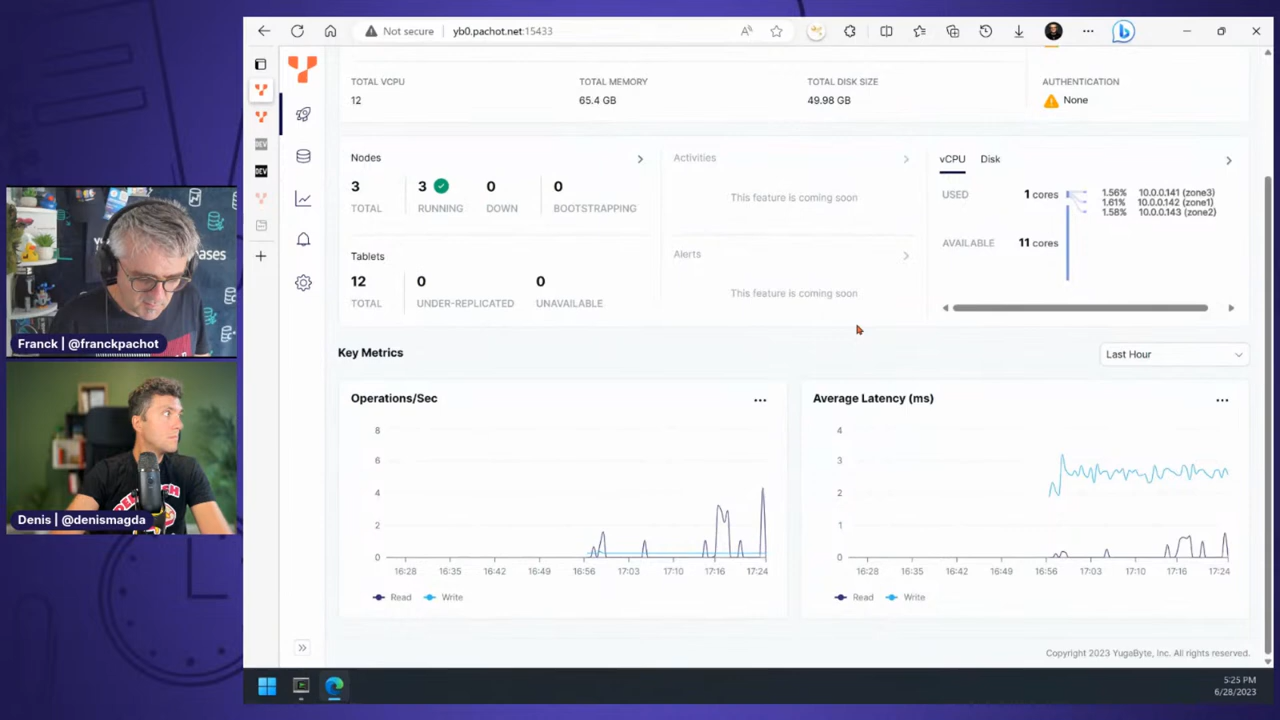 Not secure
yb0.pachot.net:15433
TOTAL VCPU
12
TOTAL MEMORY
65.4 GB
TOTAL DISK SIZE
49.98 GB
AUTHENTICATION
None
Nodes
3
TOTAL
3
RUNNING
0
DOWN
0
BOOTSTRAPPING
Tablets
12
TOTAL
0
UNDER-REPLICATED
0
UNAVAILABLE
Activities
This feature is coming soon
Alerts
This feature is coming soon
vCPU Disk
USED 1 cores
AVAILABLE 11 cores
1.56% 10.0.0.141 (zone3)
1.61% 10.0.0.142 (zone1)
1.58% 10.0.0.143 (zone2)
Key Metrics
Last Hour
Operations/Sec
8
6
4
2
0
16:28 16:35 16:42 16:49 16:56 17:03 17:10 17:16 17:24
Read Write
Average Latency (ms)
4
3
2
1
0
16:28 16:35 16:42 16:49 16:56 17:03 17:10 17:16 17:24
Read Write
Copyright 2023 YugaByte, Inc. All rights reserved.
5:25 PM
6/28/2023
DEV
DEV
Franck | @franckpachot
Denis | @denismagda